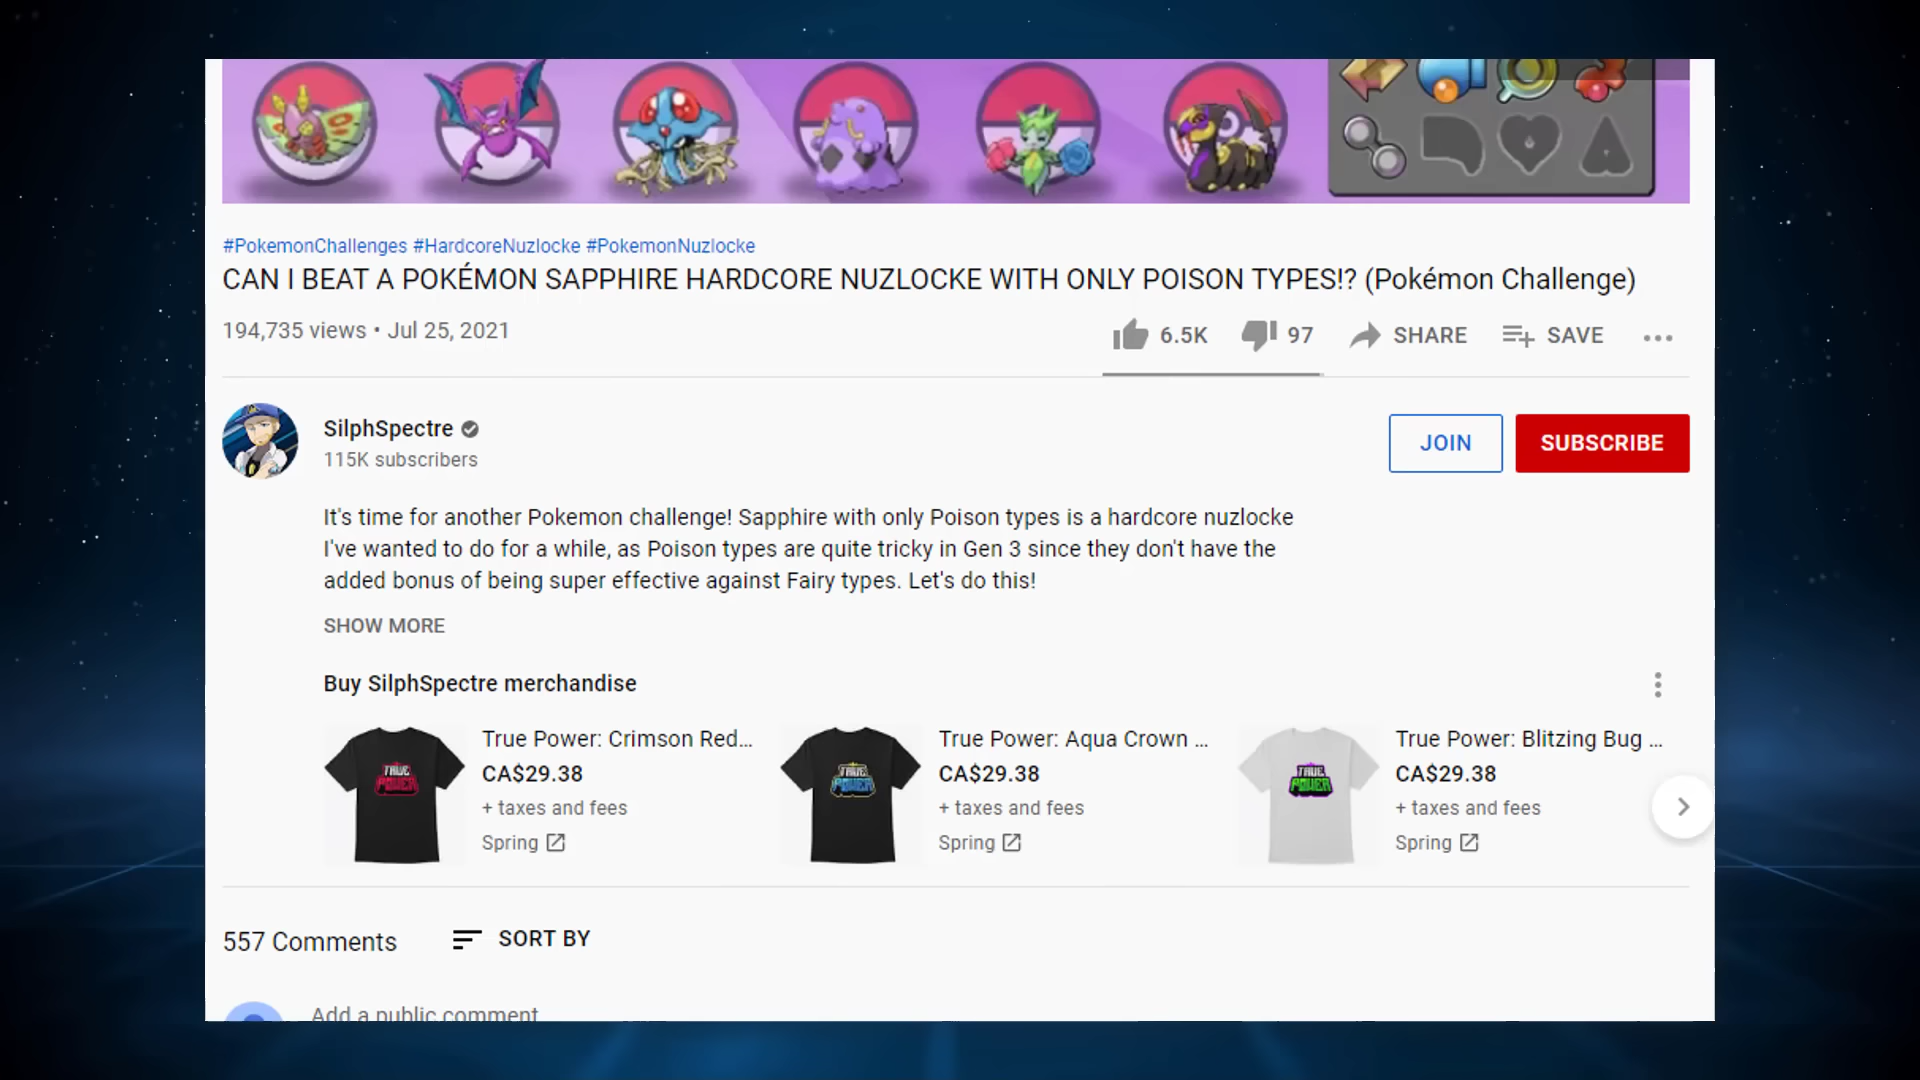 #PokemonChallenges #HardcoreNuzlocke #PokemonNuzlocke
CAN I BEAT A POKÉMON SAPPHIRE HARDCORE NUZLOCKE WITH ONLY POISON TYPES!? (Pokémon Challenge)
194,735 views • Jul 25, 2021
6.5K
97
SHARE
SAVE
SilphSpectre
115K subscribers
JOIN
SUBSCRIBE
It's time for another Pokemon challenge! Sapphire with only Poison types is a hardcore nuzlocke
I've wanted to do for a while, as Poison types are quite tricky in Gen 3 since they don't have the
added bonus of being super effective against Fairy types. Let's do this!
SHOW MORE
Buy SilphSpectre merchandise
TRUE
POWER
True Power: Crimson Red...
CA$29.38
+ taxes and fees
Spring
TRUE
POWER
True Power: Aqua Crown ...
CA$29.38
+ taxes and fees
Spring
TRUE
POWER
True Power: Blitzing Bug ...
CA$29.38
+ taxes and fees
Spring
557 Comments
SORT BY
Add a public comment